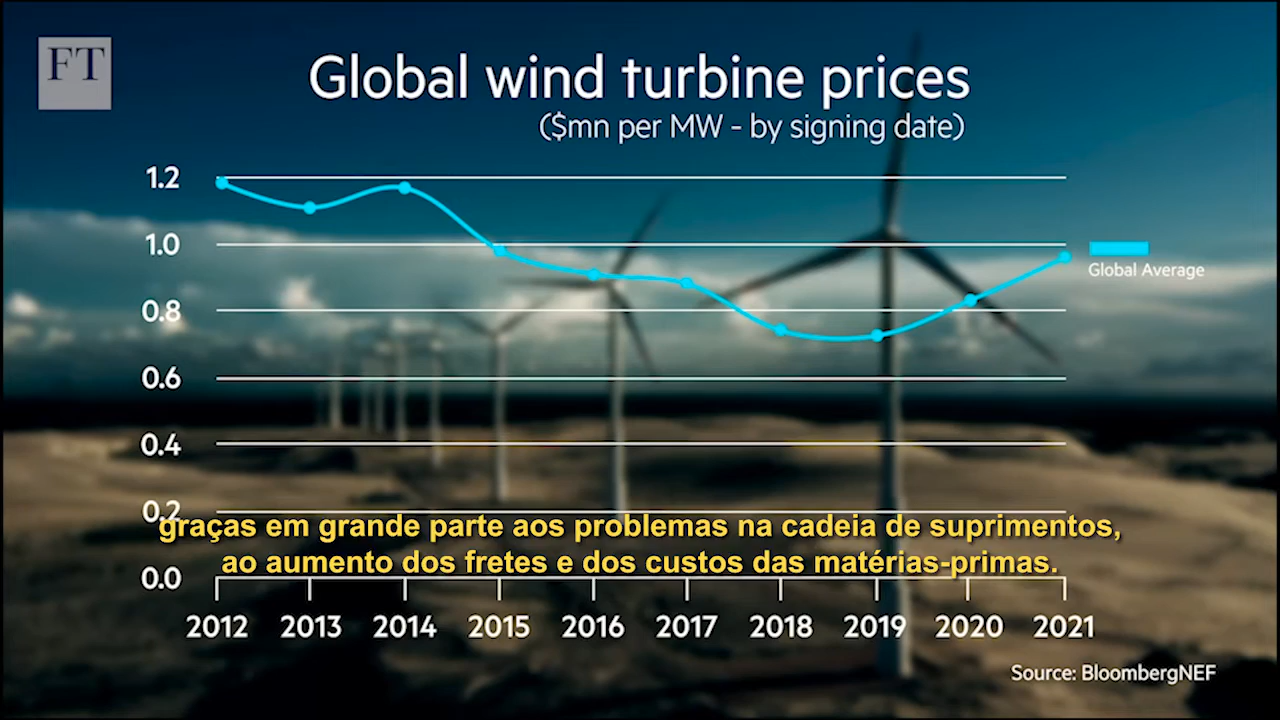 FT
Global wind turbine prices
($mn per MW - by signing date)
1.2
1.0
0.8
0.6
0.4
0.2
0.0
Global Average
graças em grande parte aos problemas na cadeia de suprimentos,
ao aumento dos fretes e dos custos das matérias-primas.
2012 2013 2014 2015 2016 2017 2018 2019 2020 2021
Source: BloombergNEF